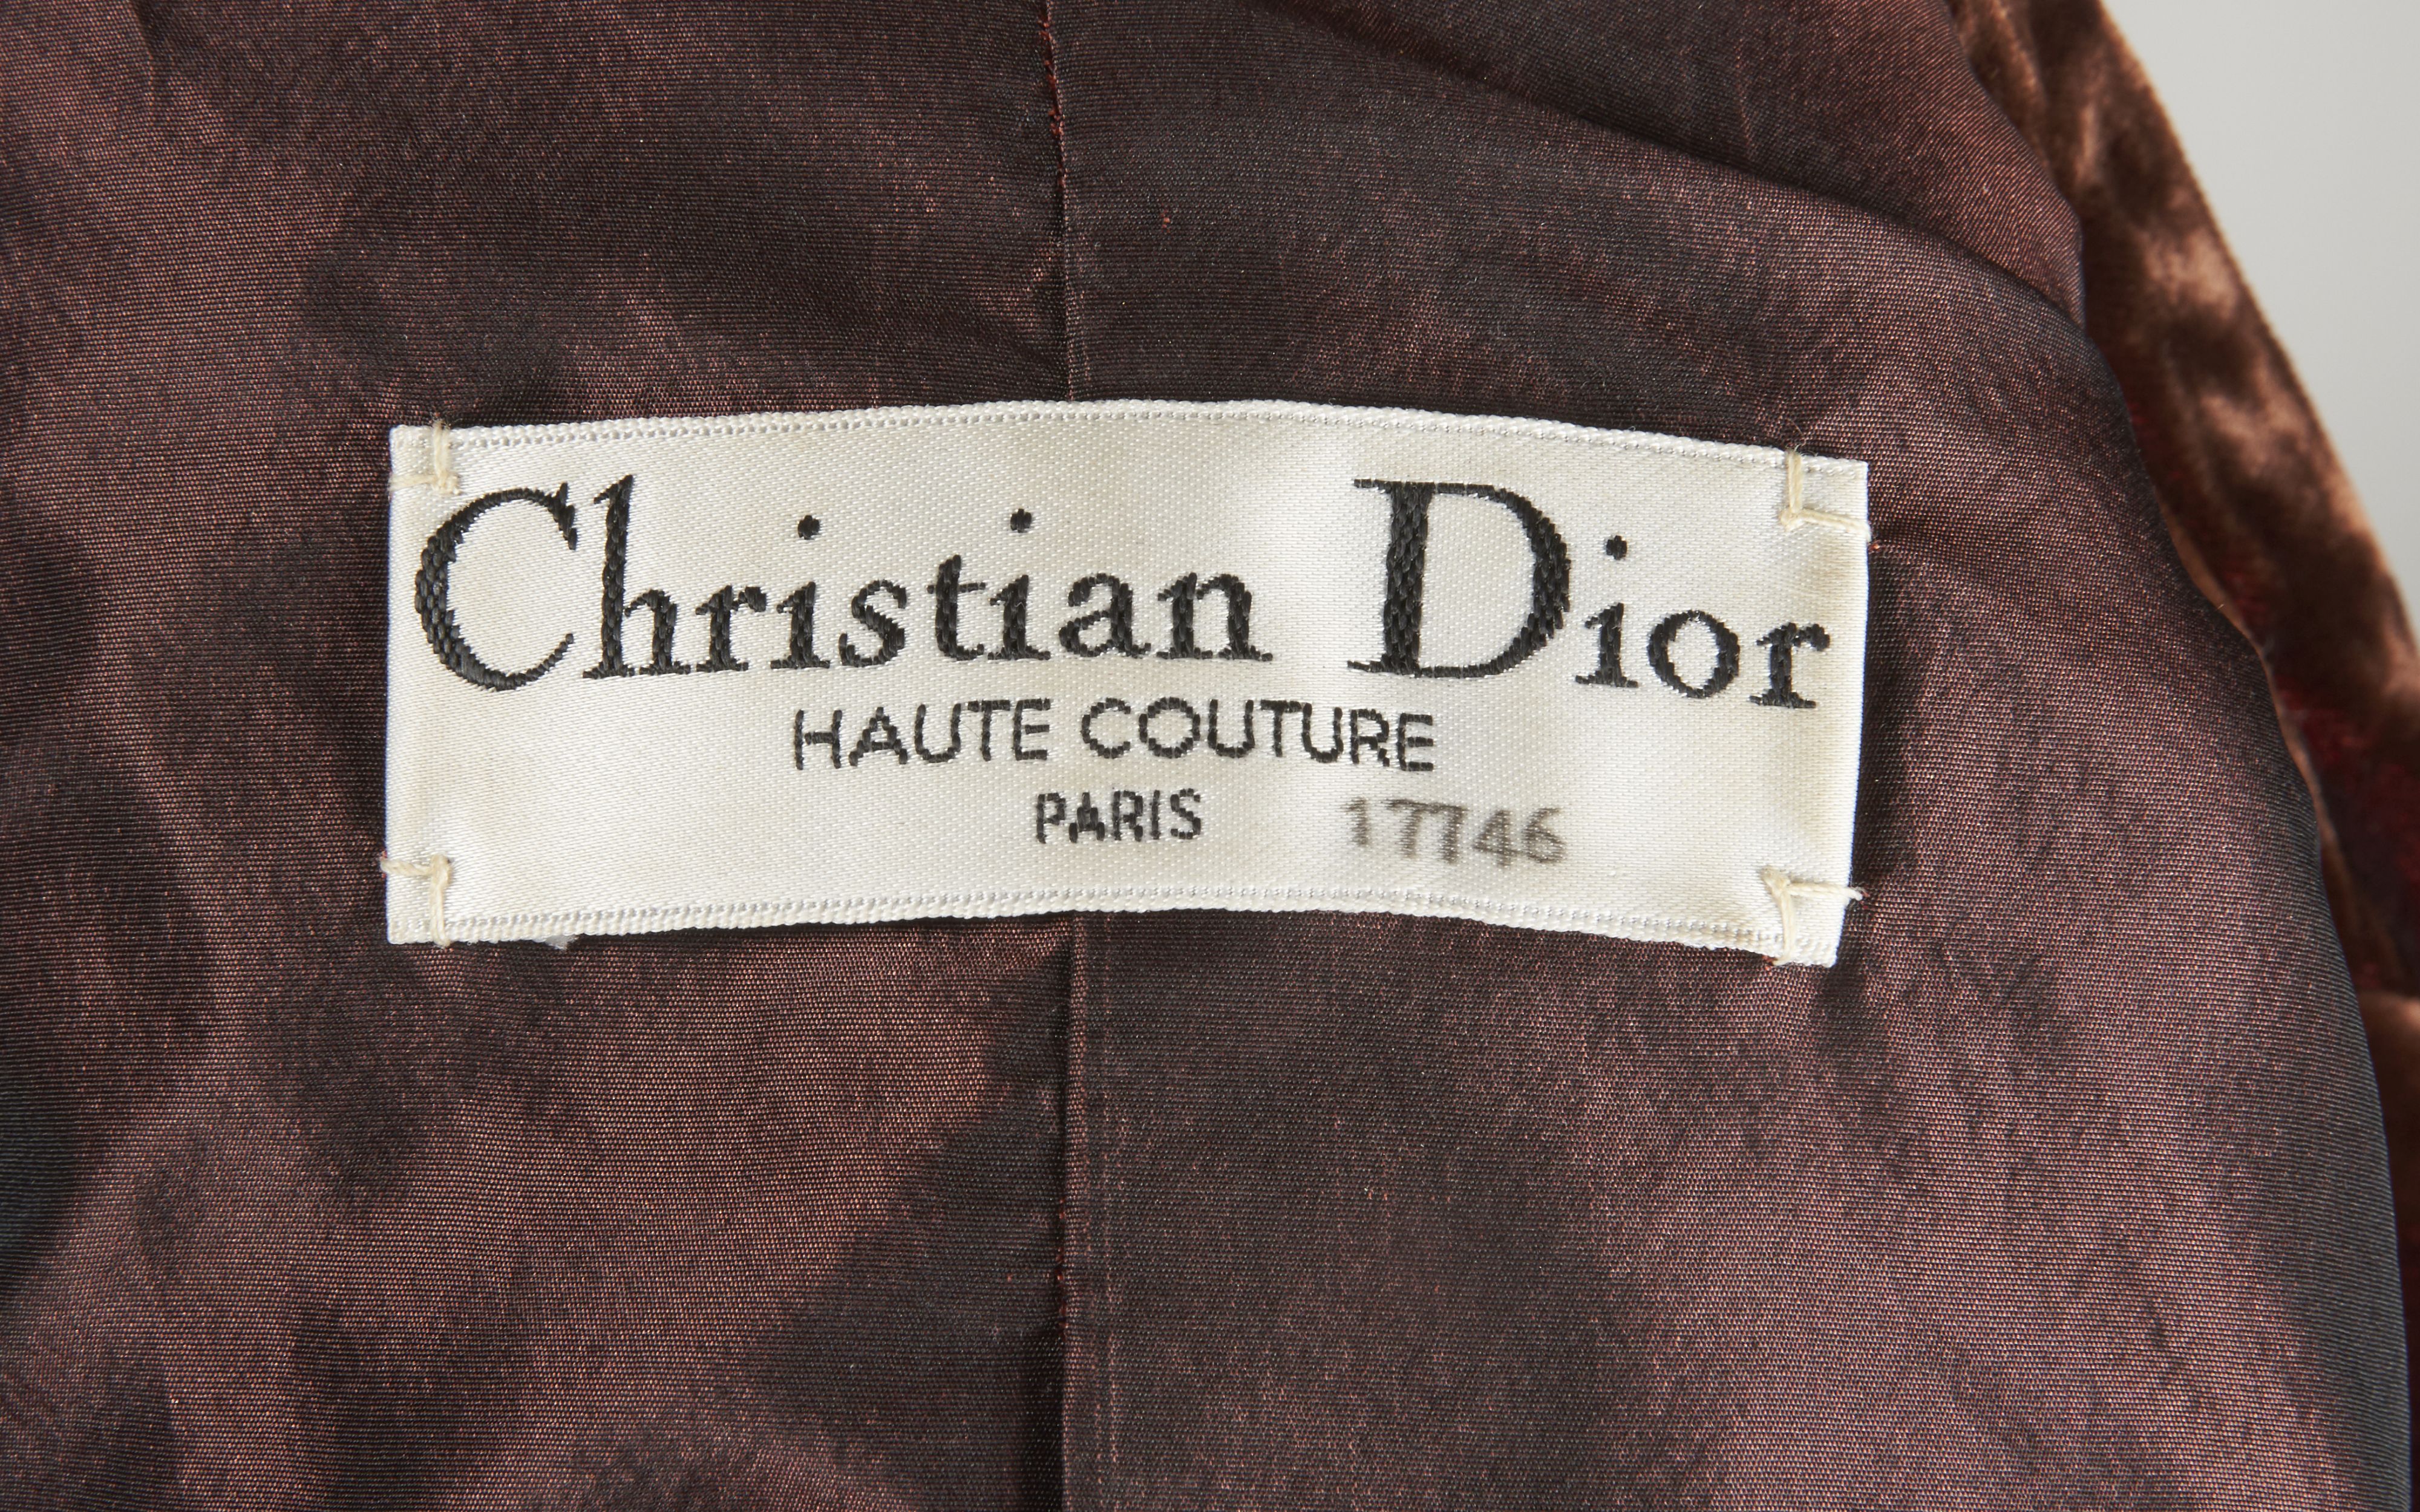 Christian Dior
HAUTE COUTURE
PARIS 17746